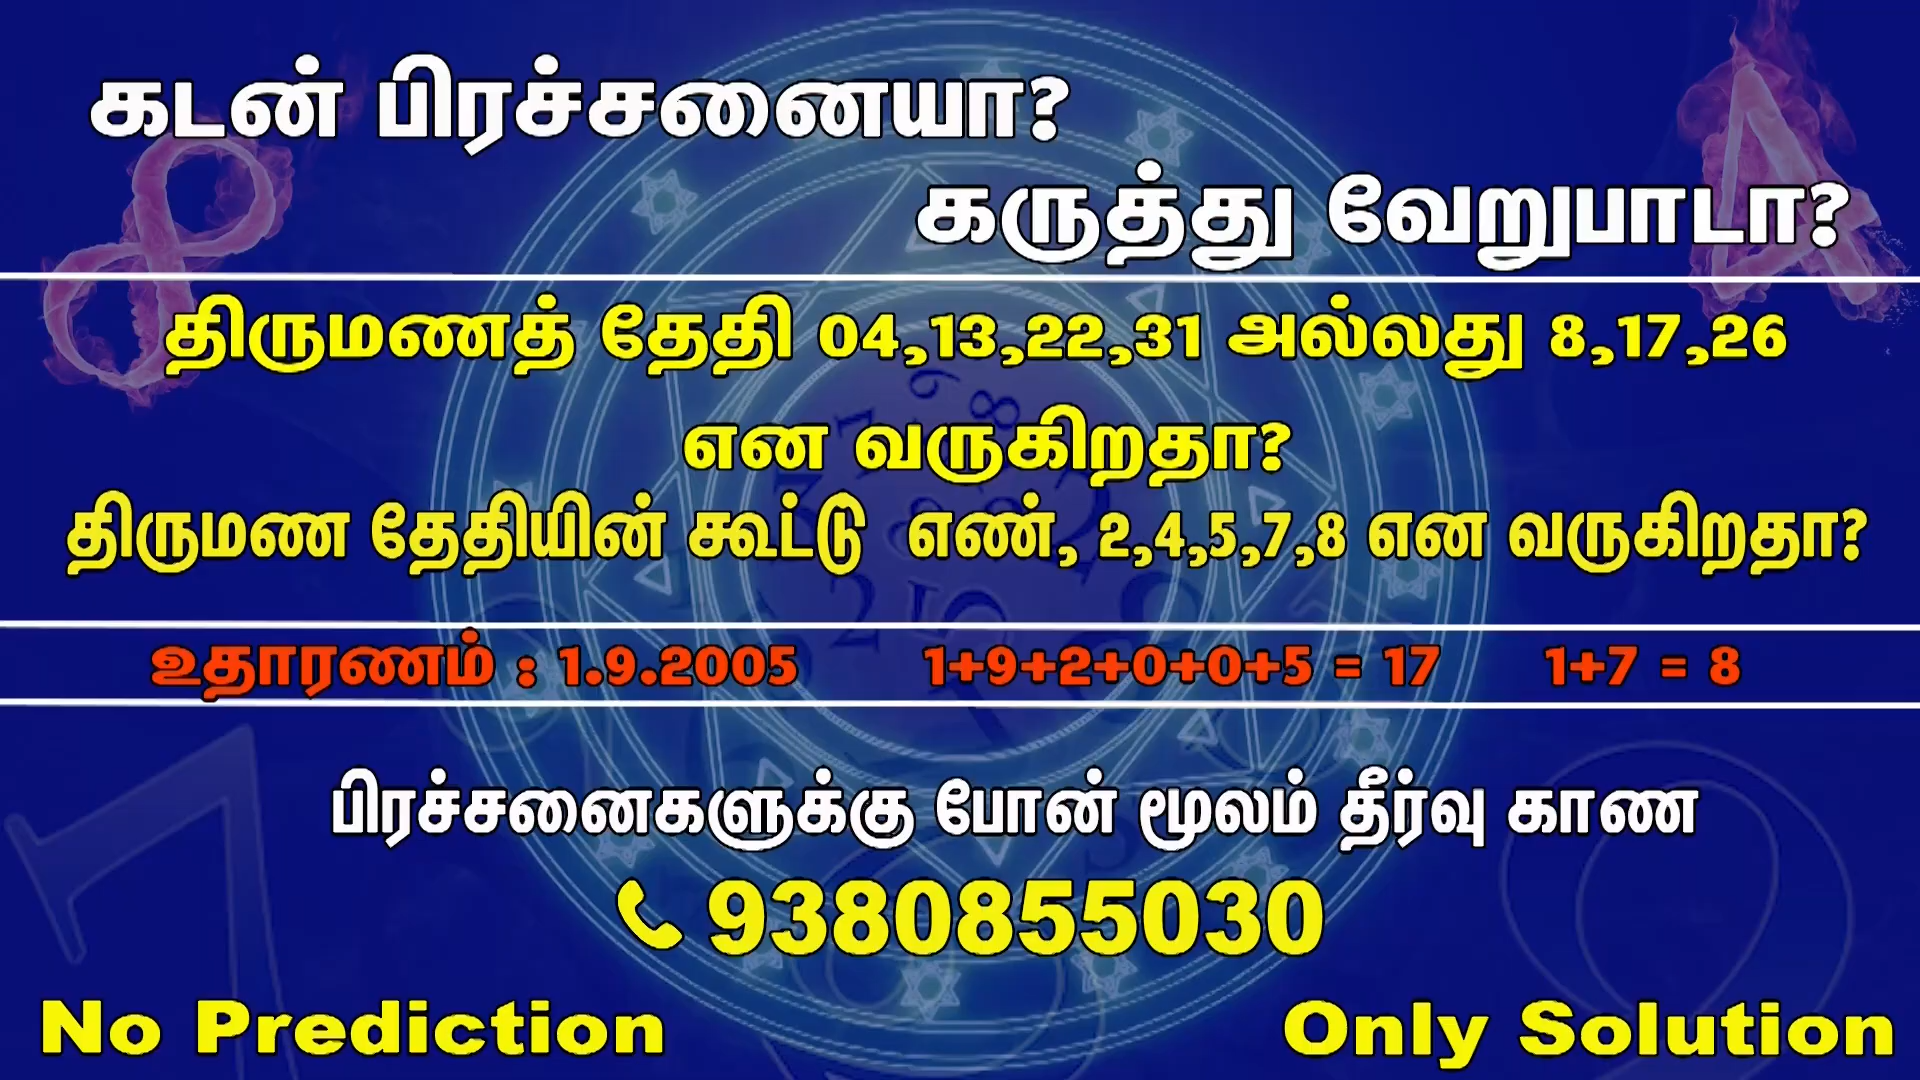 கடன் பிரச்சனையா?
கருத்து வேறுபாடா?
திருமணத் தேதி 04,13,22,31 அல்லது 8,17,26
என வருகிறதா?
திருமண தேதியின் கூட்டு எண், 2,4,5,7,8 என வருகிறதா?
உதாரணம் : 1.9.2005 1+9+2+0+0+5 = 17 1+7 = 8
பிரச்சனைகளுக்கு போன் மூலம் தீர்வு காண
9380855030
No Prediction Only Solution